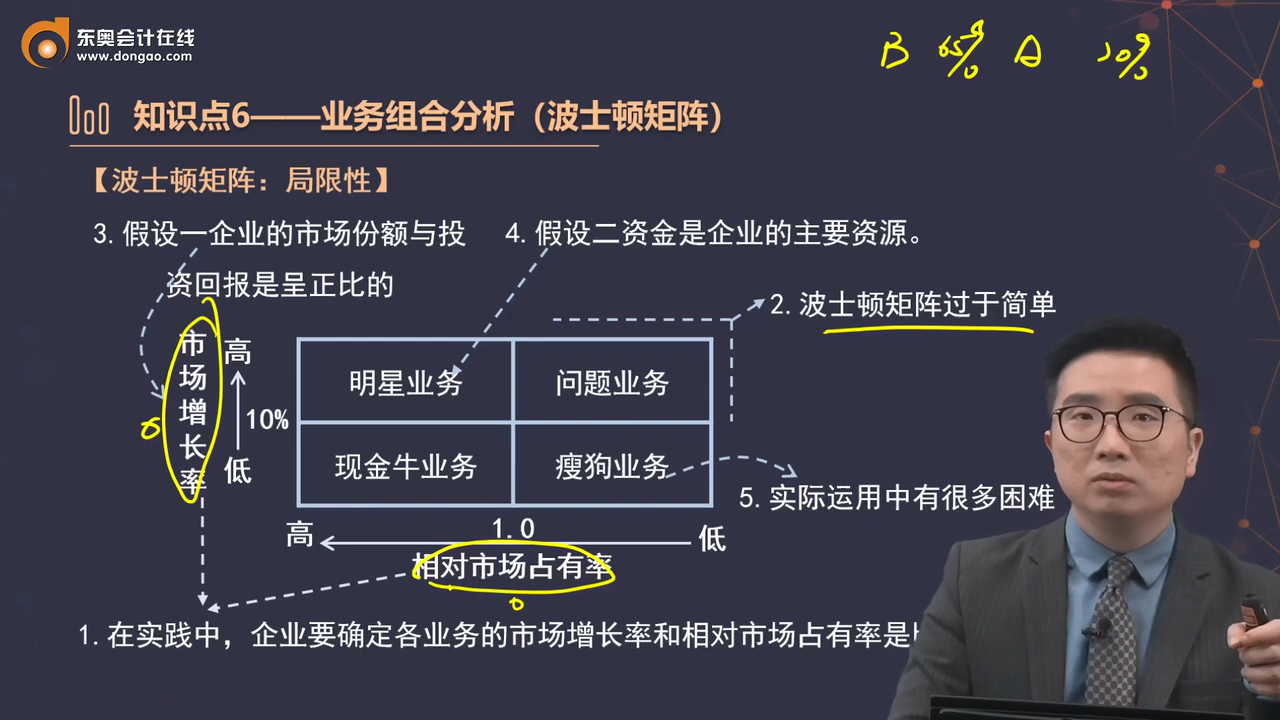 东奥会计在线
www.dongao.com
B 65% A 20%
知识点6——业务组合分析（波士顿矩阵）
【波士顿矩阵：局限性】
3. 假设一企业的市场份额与投
资回报是呈正比的
4. 假设二资金是企业的主要资源。
2. 波士顿矩阵过于简单
市场增长率
高
10%
低
明星业务
问题业务
现金牛业务
瘦狗业务
5. 实际运用中有很多困难
高
1.0
低
相对市场占有率
1. 在实践中，企业要确定各业务的市场增长率和相对市场占有率是